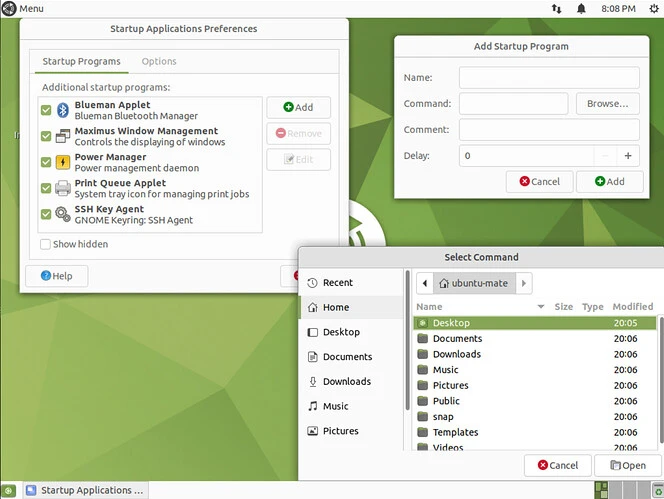 Menu
8:08 PM
Startup Applications Preferences
Startup Programs
Options
Additional startup programs:
Blueman Applet
Blueman Bluetooth Manager
Maximus Window Management
Controls the displaying of windows
Power Manager
Power management daemon
Print Queue Applet
System tray icon for managing print jobs
SSH Key Agent
GNOME Keyring: SSH Agent
Add
Remove
Edit
Show hidden
Help
Add Startup Program
Name:
Command:
Browse...
Comment:
Delay:
0
Cancel
Add
Select Command
Recent
Home
Desktop
Documents
Downloads
Music
Pictures
ubuntu-mate
Name Size Type Modified
Desktop 20:05
Documents 20:06
Downloads 20:06
Music 20:06
Pictures 20:06
Public 20:06
snap 20:06
Templates 20:06
Videos 20:06
Cancel
Open
Startup Applications ...